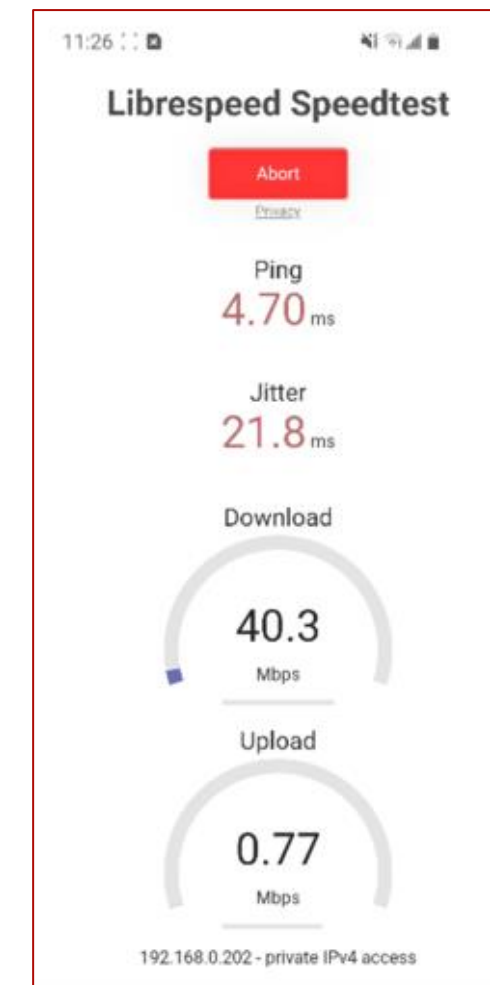 11:26
Librespeed Speedtest
Abort
Privacy
Ping
4.70 ms
Jitter
21.8 ms
Download
40.3
Mbps
Upload
0.77
Mbps
192.168.0.202 - private IPv4 access